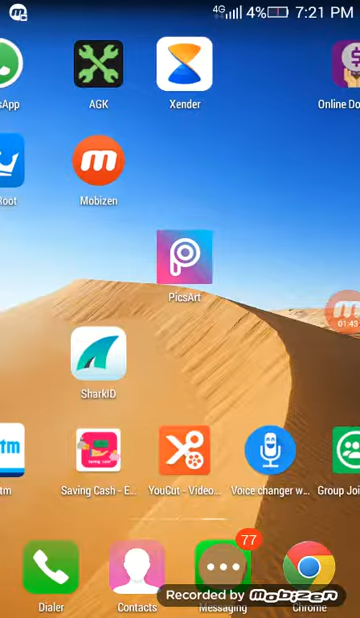 4G 4% 7:21 PM
sApp AGK Xender Online Do
Root Mobizen
PicsArt
01:43
SharkID
tm
tm Saving Cash - E... YouCut - Video... Voice changer w... Group Joi
77
Dialer Contacts Messaging Chrome
Recorded by Mobizen